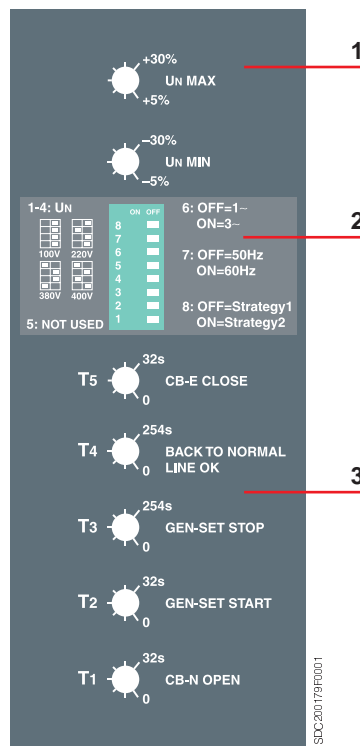 +30%
UN MAX
+5%
1
–30%
UN MIN
–5%
1-4: UN
100V 220V
380V 400V
5: NOT USED
ON OFF
8
7
6
5
4
3
2
1
6: OFF=1~
ON=3~
7: OFF=50Hz
ON=60Hz
8: OFF=Strategy1
ON=Strategy2
2
32s
T5 CB-E CLOSE
0
254s
T4 BACK TO NORMAL
0 LINE OK
3
254s
T3 GEN-SET STOP
0
32s
T2 GEN-SET START
0
32s
T1 CB-N OPEN
0
SDC200179F0001